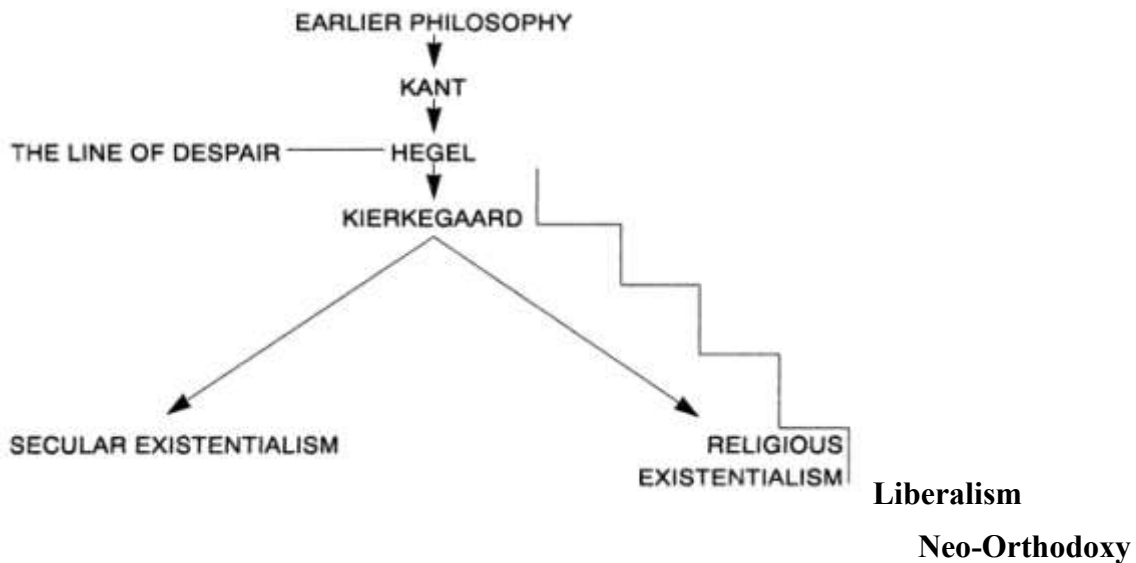 EARLIER PHILOSOPHY
KANT
THE LINE OF DESPAIR
HEGEL
KIERKEGAARD
SECULAR EXISTENTIALISM
RELIGIOUS
EXISTENTIALISM
Liberalism
Neo-Orthodoxy